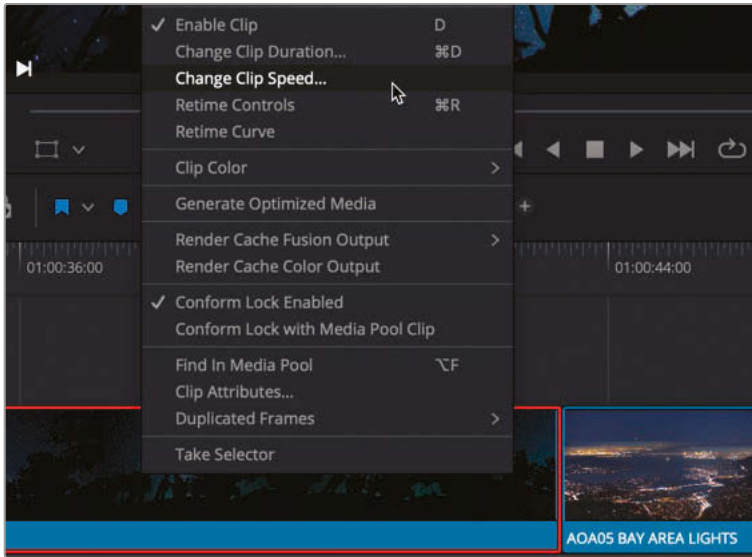 ✓ Enable Clip D
Change Clip Duration... ⌘D
Change Clip Speed...
Retime Controls ⌘R
Retime Curve
Clip Color >
Generate Optimized Media
Render Cache Fusion Output >
Render Cache Color Output
✓ Conform Lock Enabled
Conform Lock with Media Pool Clip
Find In Media Pool ⌥F
Clip Attributes...
Duplicated Frames >
Take Selector
01:00:36:00
01:00:44:00
AOA05 BAY AREA LIGHTS